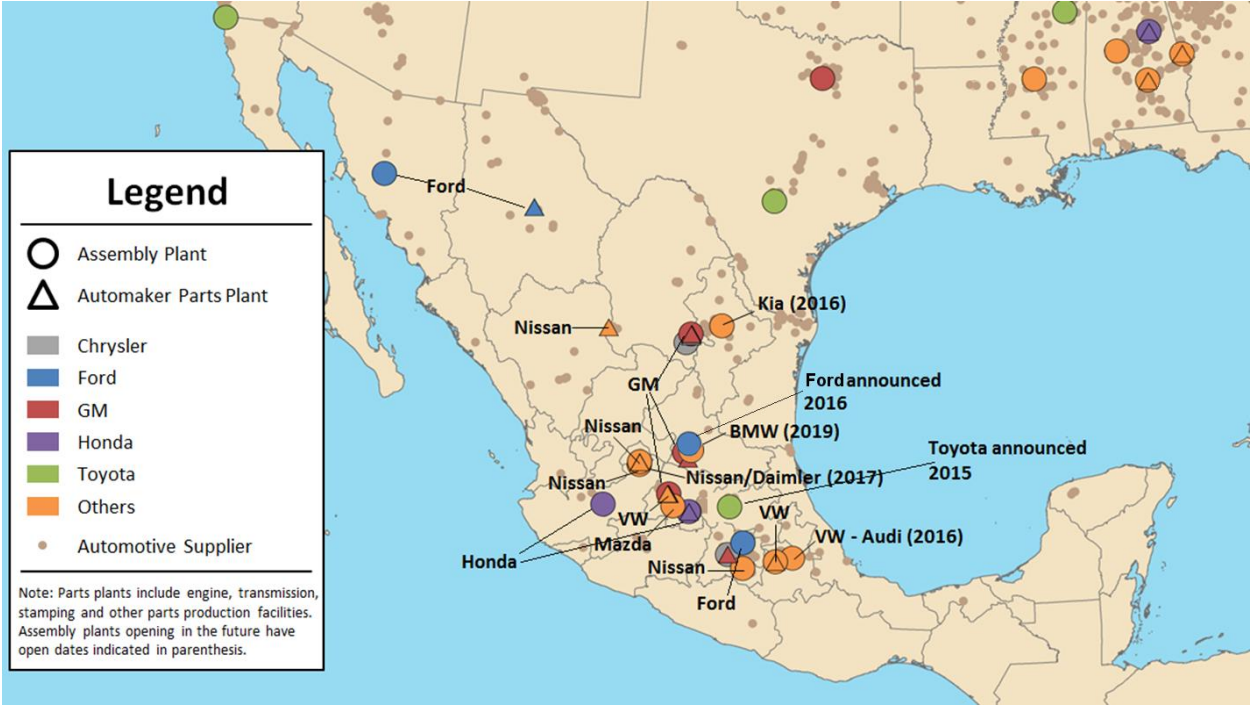 Legend
Assembly Plant
Automaker Parts Plant
Chrysler
Ford
GM
Honda
Toyota
Others
Automotive Supplier
Note: Parts plants include engine, transmission,
stamping and other parts production facilities.
Assembly plants opening in the future have
open dates indicated in parenthesis.
Ford
Kia (2016)
Nissan
GM
Ford announced
2016
Nissan
BMW (2019)
Toyota announced
2015
Nissan
Nissan/Daimler (2017)
VW
VW
Mazda
VW - Audi (2016)
Honda
Nissan
Ford